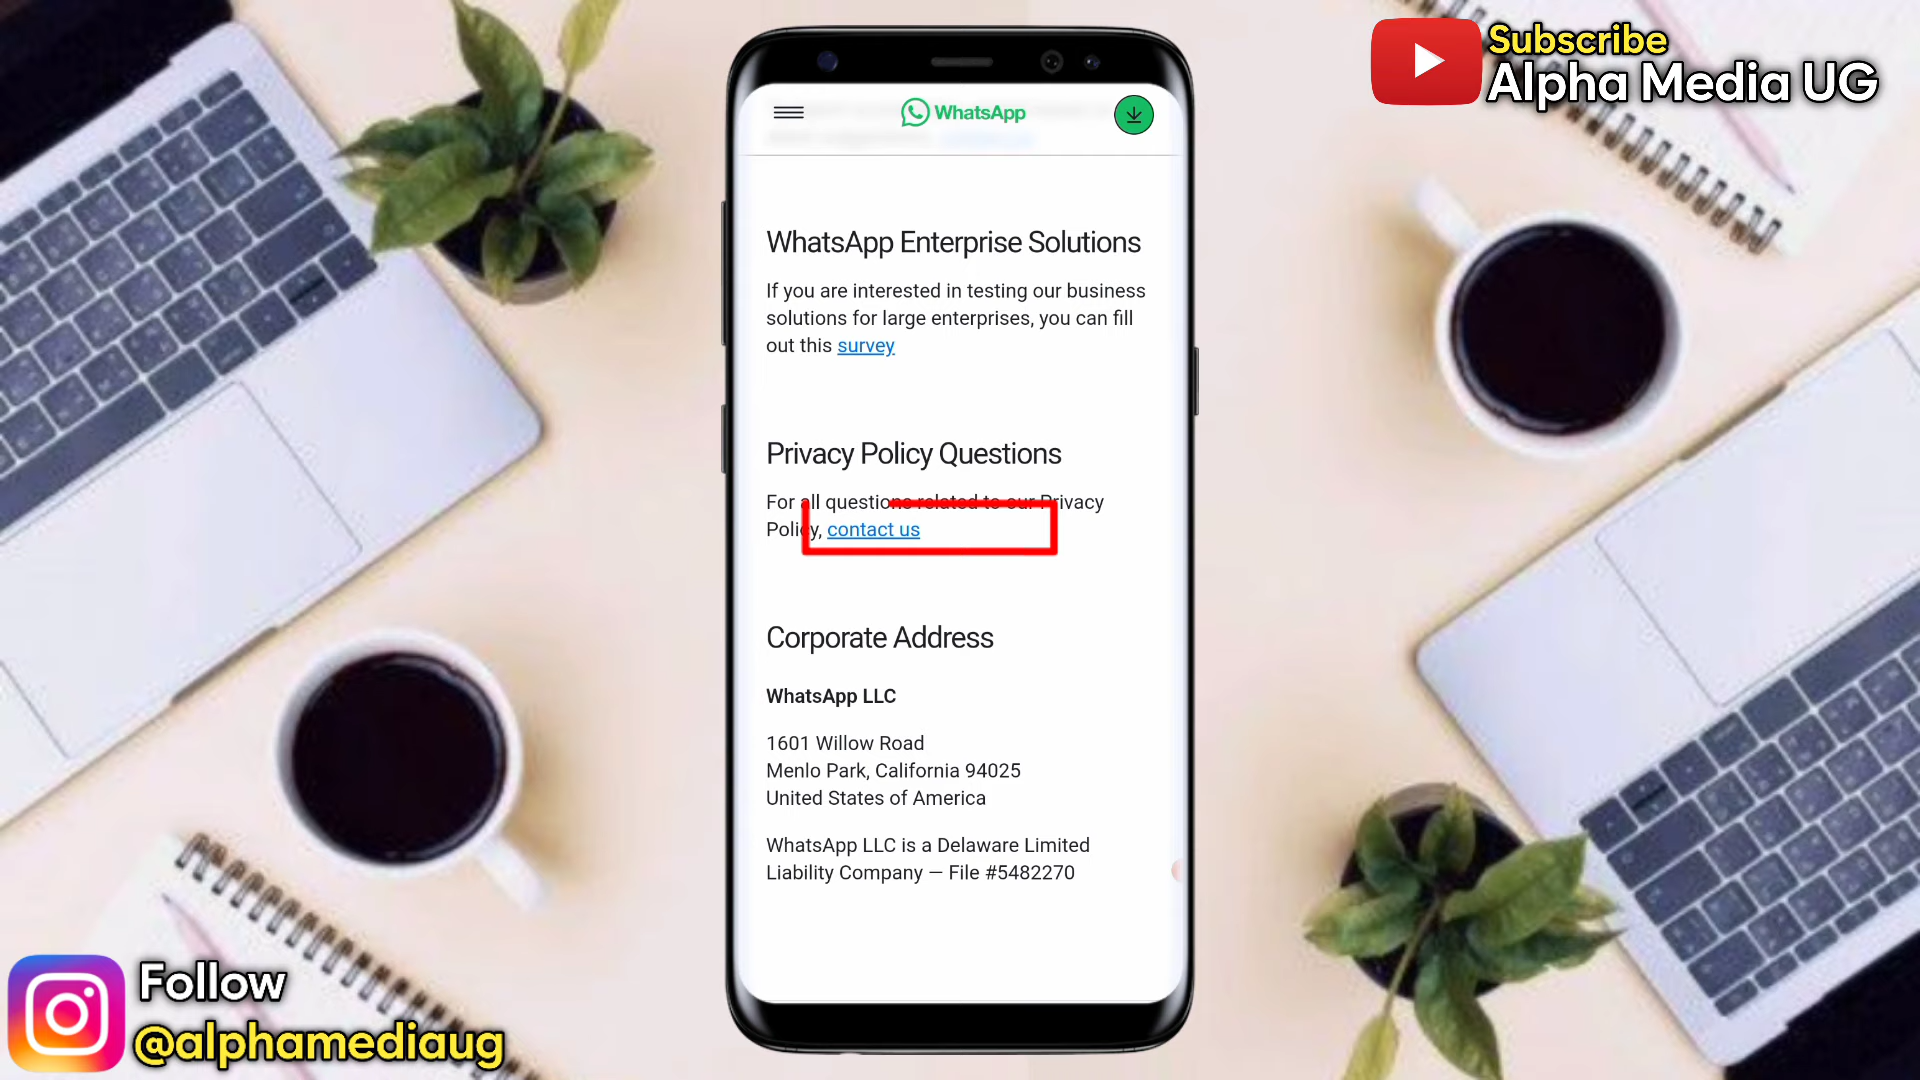 Subscribe
Alpha Media UG
WhatsApp
WhatsApp Enterprise Solutions
If you are interested in testing our business
solutions for large enterprises, you can fill
out this survey
Privacy Policy Questions
For all questions related to our Privacy
Policy, contact us
Corporate Address
WhatsApp LLC
1601 Willow Road
Menlo Park, California 94025
United States of America
WhatsApp LLC is a Delaware Limited
Liability Company — File #5482270
Follow
@alphamediaug